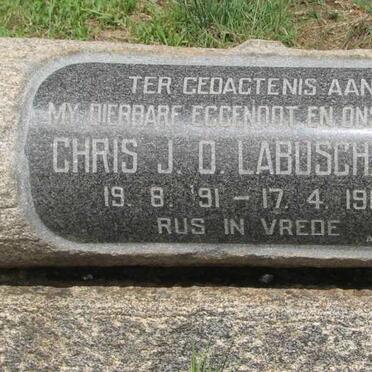 TER GEDACTENIS AAN
MY DIERBARE EGGENOOT EN ONS
CHRIS J. O. LABUSCH
19. 8. '91 – 17. 4. 19
RUS IN VREDE